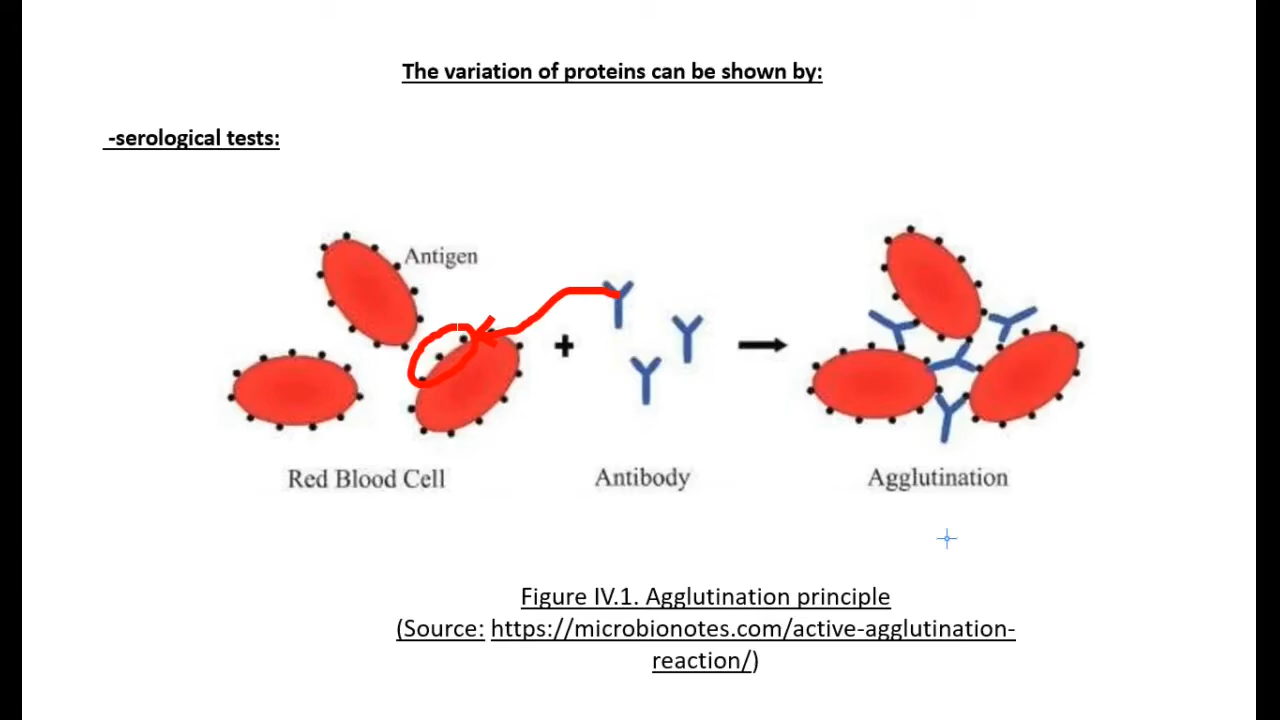 The variation of proteins can be shown by:
-serological tests:
Antigen
Red Blood Cell
Antibody
Agglutination
Figure IV.1. Agglutination principle
(Source: https://microbionotes.com/active-agglutination-
reaction/)